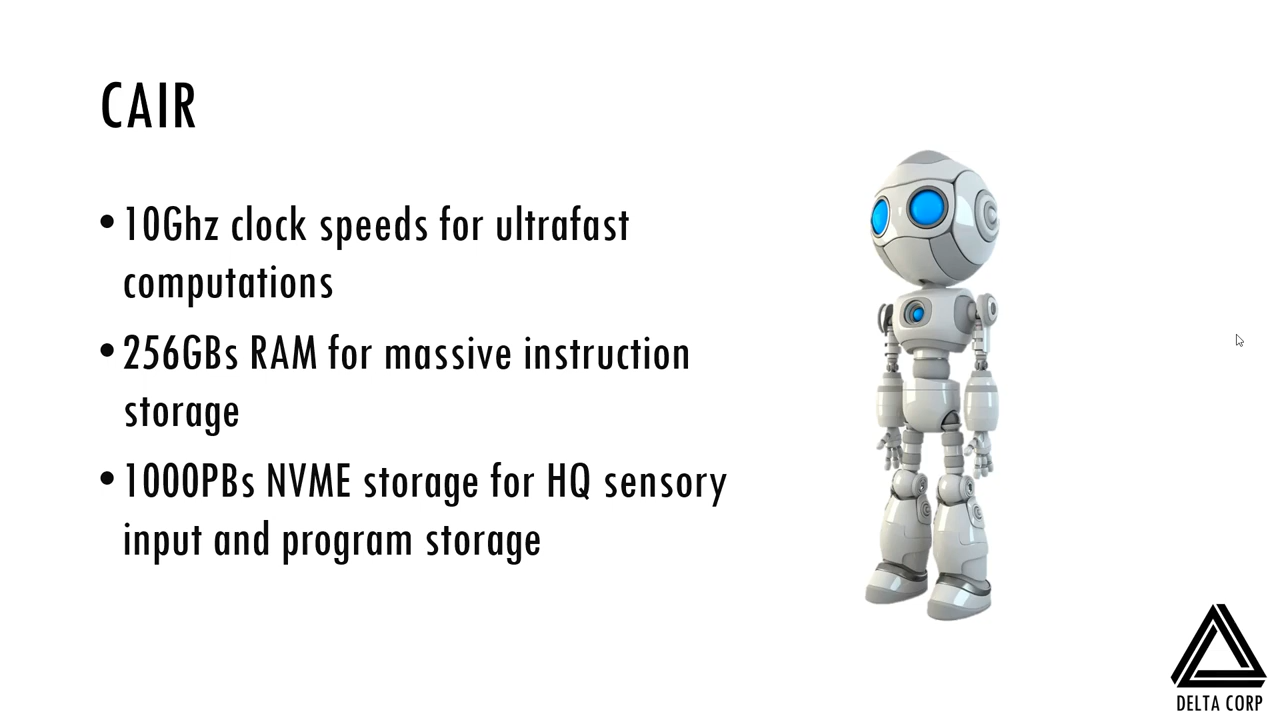 CAIR
• 10Ghz clock speeds for ultrafast
computations
• 256GBs RAM for massive instruction
storage
• 1000PBs NVME storage for HQ sensory
input and program storage
DELTA CORP